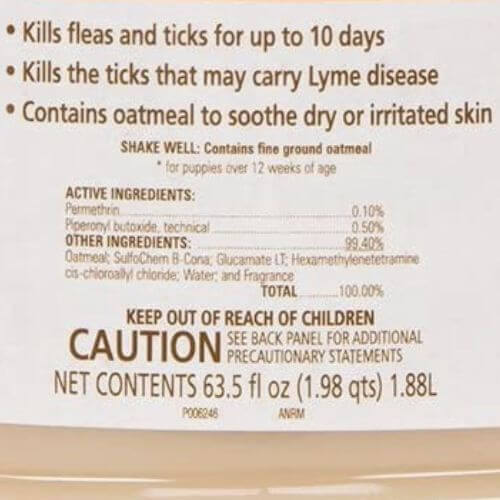 • Kills fleas and ticks for up to 10 days
• Kills the ticks that may carry Lyme disease
• Contains oatmeal to soothe dry or irritated skin
SHAKE WELL: Contains fine ground oatmeal
* for puppies over 12 weeks of age
ACTIVE INGREDIENTS:
Permethrin 0.10%
Piperonyl butoxide, technical 0.50%
OTHER INGREDIENTS: 99.40%
Oatmeal; SulfoChem B-Cona; Glucamate LT; Hexamethylenetetramine
cis-chloroallyl chloride; Water; and Fragrance
TOTAL 100.00%
KEEP OUT OF REACH OF CHILDREN
CAUTION SEE BACK PANEL FOR ADDITIONAL
PRECAUTIONARY STATEMENTS
NET CONTENTS 63.5 fl oz (1.98 qts) 1.88L
P006246 ANRM